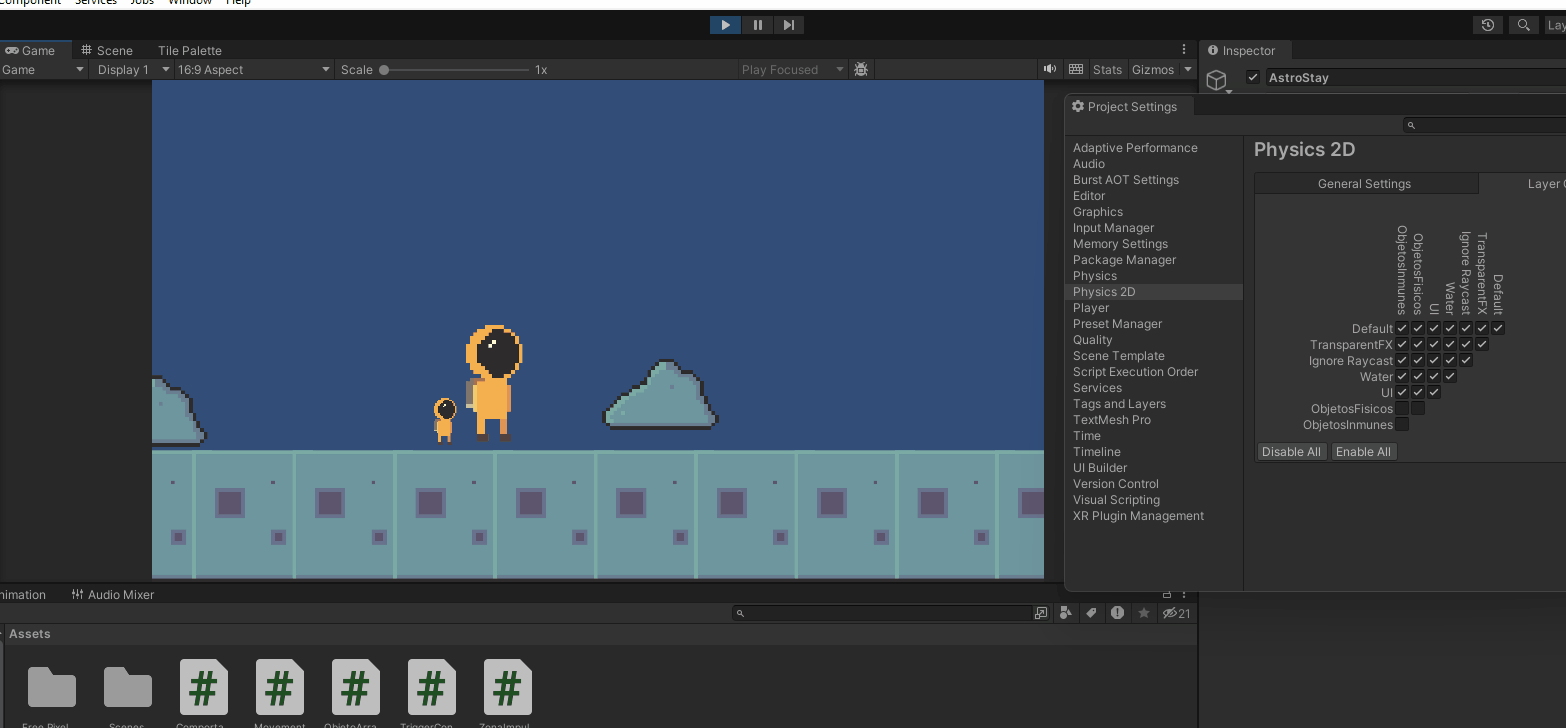 Component Services Jobs Window Help
Game Scene Tile Palette
Game Display 1 16:9 Aspect Scale 1x Play Focused Stats Gizmos
Inspector
AstroStay
Project Settings
Adaptive Performance
Audio
Burst AOT Settings
Editor
Graphics
Input Manager
Memory Settings
Package Manager
Physics
Physics 2D
Player
Preset Manager
Quality
Scene Template
Script Execution Order
Services
Tags and Layers
TextMesh Pro
Time
Timeline
UI Builder
Version Control
Visual Scripting
XR Plugin Management
Physics 2D
General Settings
Layer
ObjetosInmunes
ObjetosFisicos
UI
Water
Ignore Raycast
TransparentFX
Default
Default
TransparentFX
Ignore Raycast
Water
UI
ObjetosFisicos
ObjetosInmunes
Disable All Enable All
nimation Audio Mixer
21
Assets
Free Pixel Scenes Comporta... Movement ObjetoArra... TriggerCon... ZonaImpul...